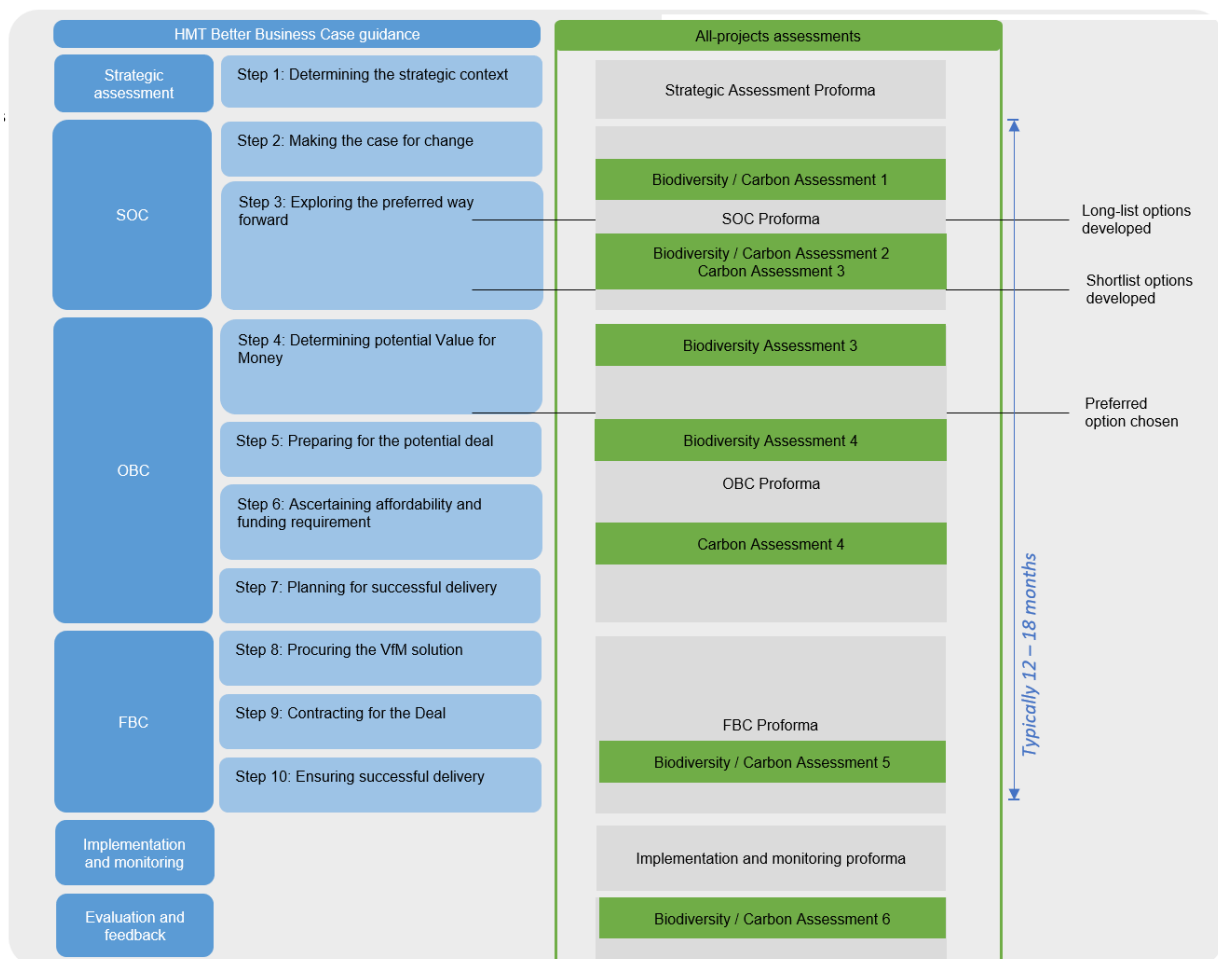 HMT Better Business Case guidance
All-projects assessments
Strategic
assessment
Step 1: Determining the strategic context
Strategic Assessment Proforma
SOC
Step 2: Making the case for change
Step 3: Exploring the preferred way
forward
Biodiversity / Carbon Assessment 1
SOC Proforma
Biodiversity / Carbon Assessment 2
Carbon Assessment 3
Long-list options
developed
Shortlist options
developed
OBC
Step 4: Determining potential Value for
Money
Step 5: Preparing for the potential deal
Step 6: Ascertaining affordability and
funding requirement
Step 7: Planning for successful delivery
Biodiversity Assessment 3
Biodiversity Assessment 4
OBC Proforma
Carbon Assessment 4
Preferred
option chosen
Typically 12 – 18 months
FBC
Step 8: Procuring the VfM solution
Step 9: Contracting for the Deal
Step 10: Ensuring successful delivery
FBC Proforma
Biodiversity / Carbon Assessment 5
Implementation
and monitoring
Implementation and monitoring proforma
Evaluation and
feedback
Biodiversity / Carbon Assessment 6